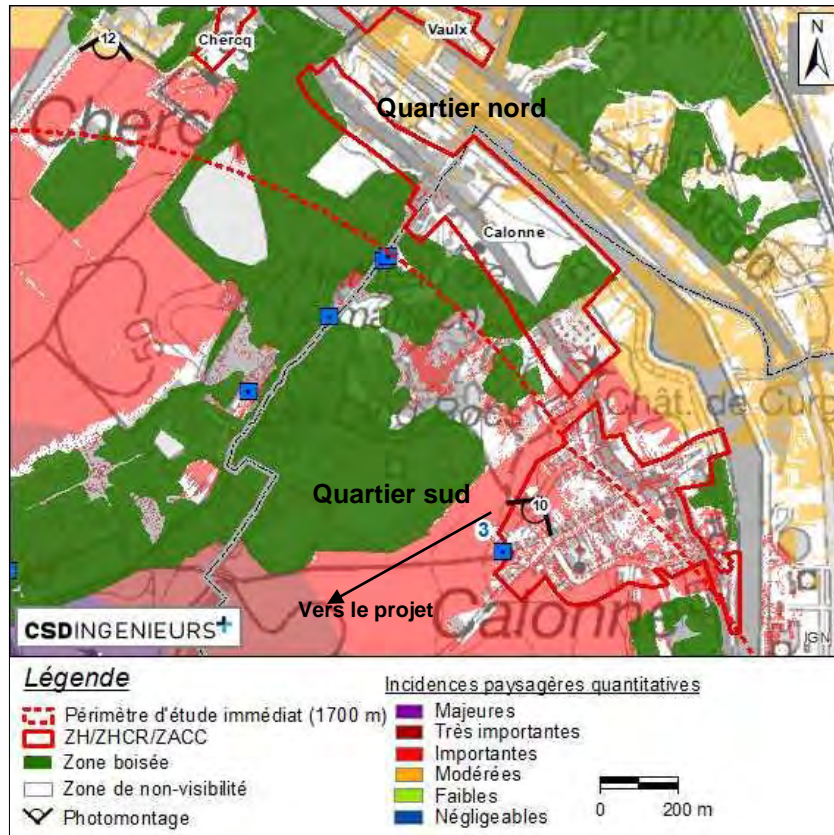 12
Chercq
Vaulx
N
Quartier nord
Chercq
Calonne
Quartier sud
10
3
Vers le projet
Calonne
CSDINGENIEURS+
IGN
Légende
Périmètre d'étude immédiat (1700 m)
ZH/ZHCR/ZACC
Zone boisée
Zone de non-visibilité
Photomontage
Incidences paysagères quantitatives
Majeures
Très importantes
Importantes
Modérées
Faibles
Négligeables
0 200 m